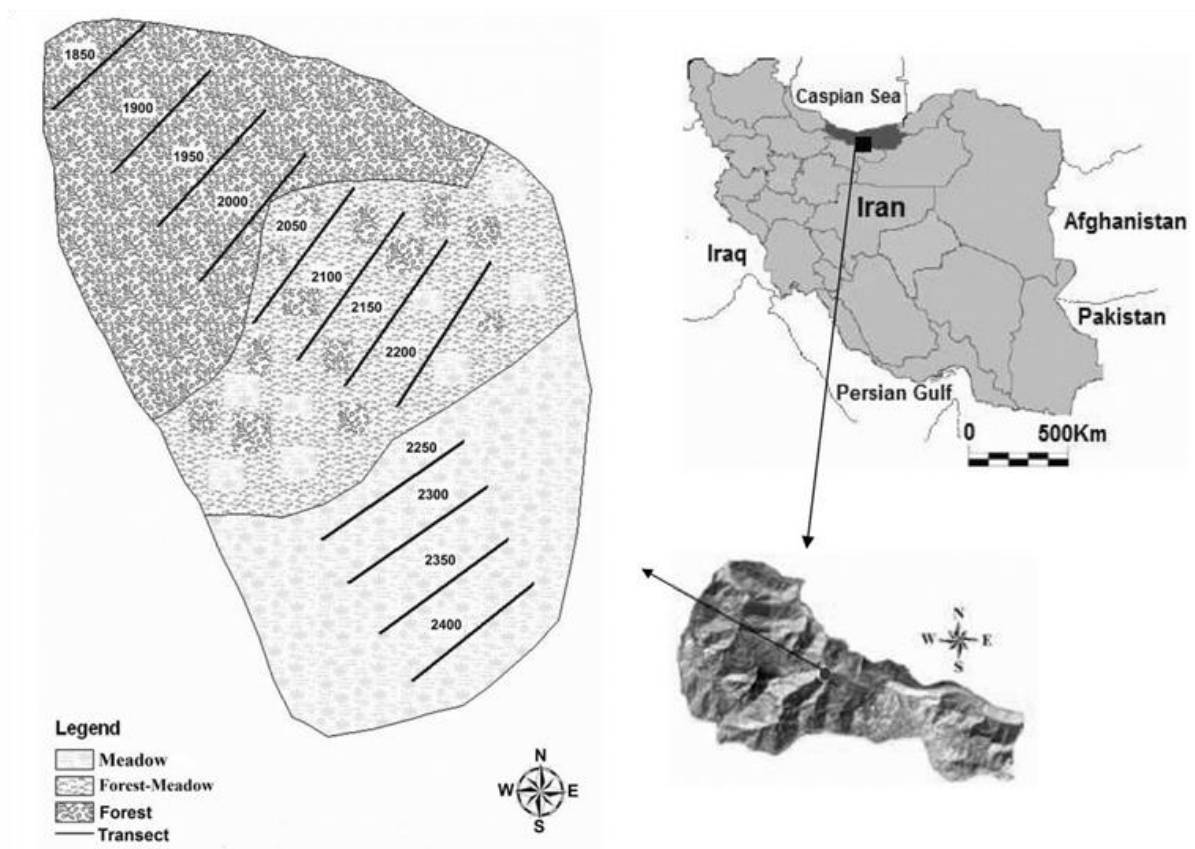 1850
1900
1950
2000
2050
2100
2150
2200
2250
2300
2350
2400
Legend
Meadow
Forest-Meadow
Forest
Transect
N
W E
S
Caspian Sea
Iran
Afghanistan
Iraq
Pakistan
Persian Gulf
0 500Km
N
W E
S